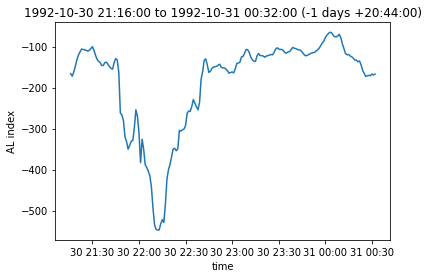 1992-10-30 21:16:00 to 1992-10-31 00:32:00 (-1 days +20:44:00)
−100
−200
−300
−400
−500
AL index
30 21:30 30 22:00 30 22:30 30 23:00 30 23:30 31 00:00 31 00:30
time